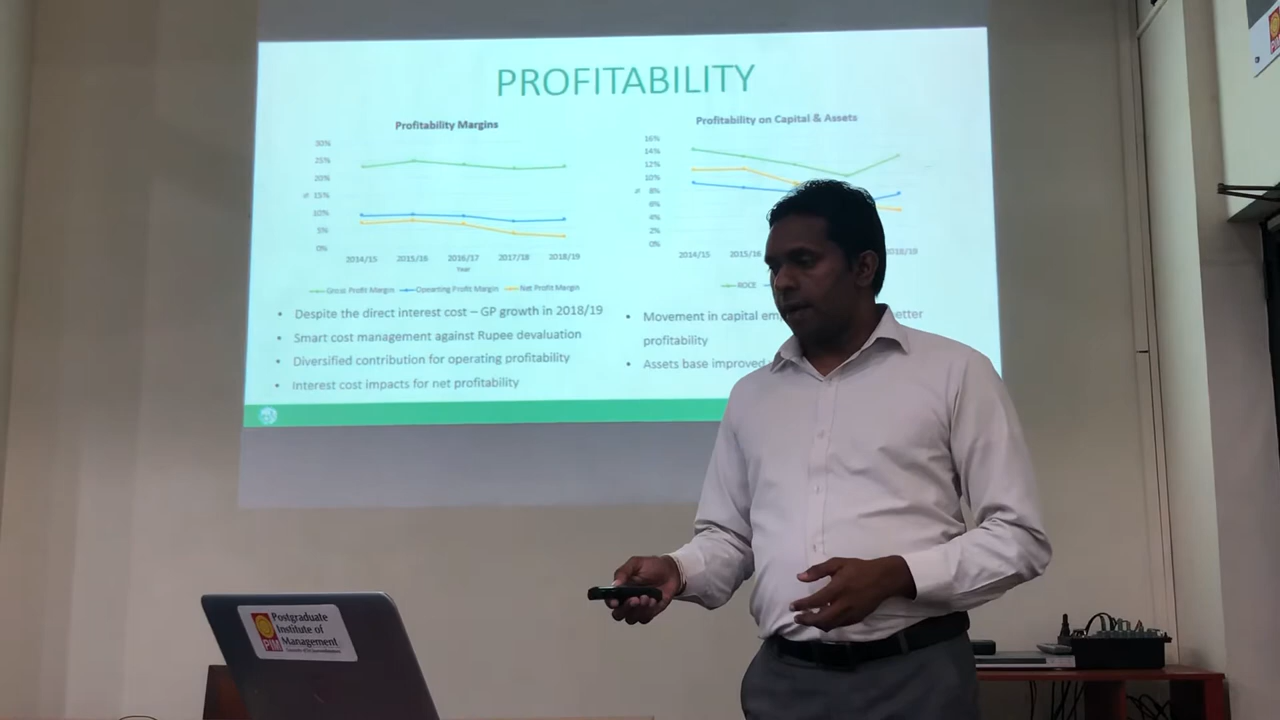 PROFITABILITY
Profitability Margins
30%
25%
20%
15%
10%
5%
0%
%
2014/15 2015/16 2016/17 2017/18 2018/19
Year
Gross Profit Margin Operating Profit Margin Net Profit Margin
• Despite the direct interest cost – GP growth in 2018/19
• Smart cost management against Rupee devaluation
• Diversified contribution for operating profitability
• Interest cost impacts for net profitability
Profitability on Capital & Assets
16%
14%
12%
10%
8%
6%
4%
2%
0%
%
2014/15 2015/16 2018/19
ROCE
• Movement in capital
profitability
• Assets base improved
Postgraduate
Institute of
Management
PIM